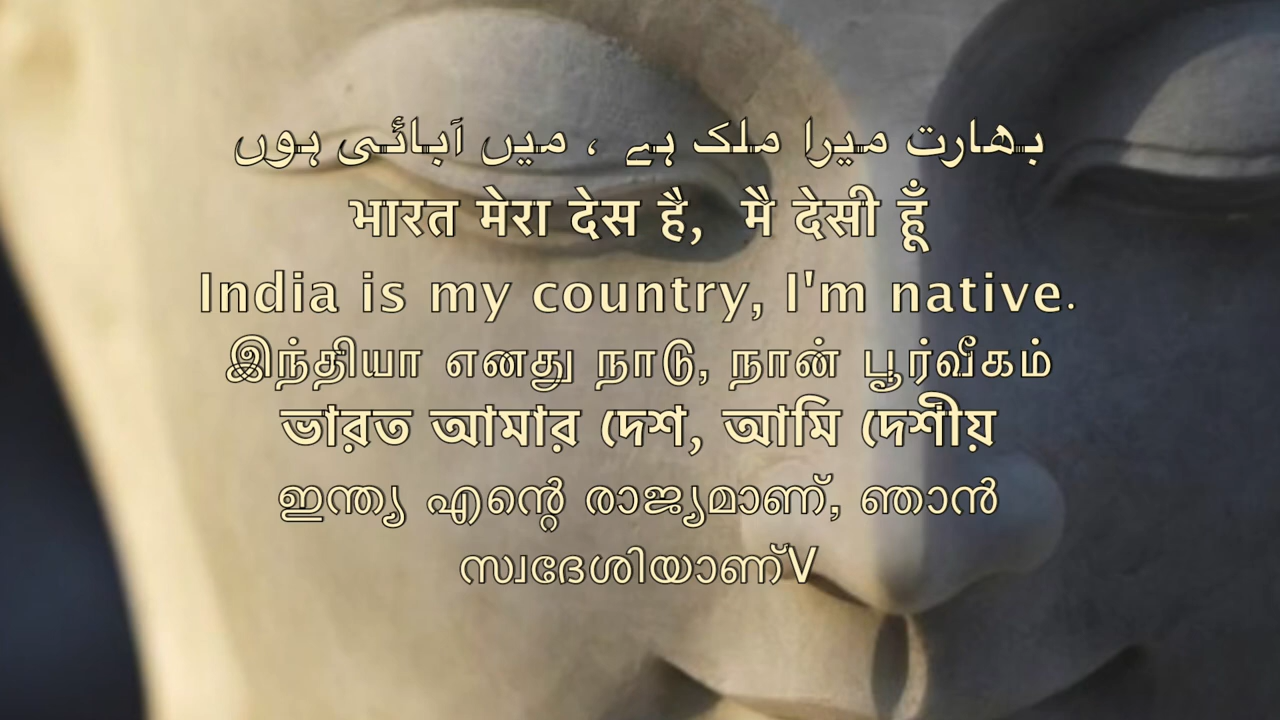 بھارت میرا ملک ہے ، میں آبائی ہوں
भारत मेरा देस है,  मै देसी हूँ
India is my country, I'm native.
இந்தியா எனது நாடு, நான் பூர்வீகம்
ভারত আমার দেশ, আমি দেশীয়
ഇന്ത്യ എന്റെ രാജ്യമാണ്, ഞാൻ
സ്വദേശിയാണ്V